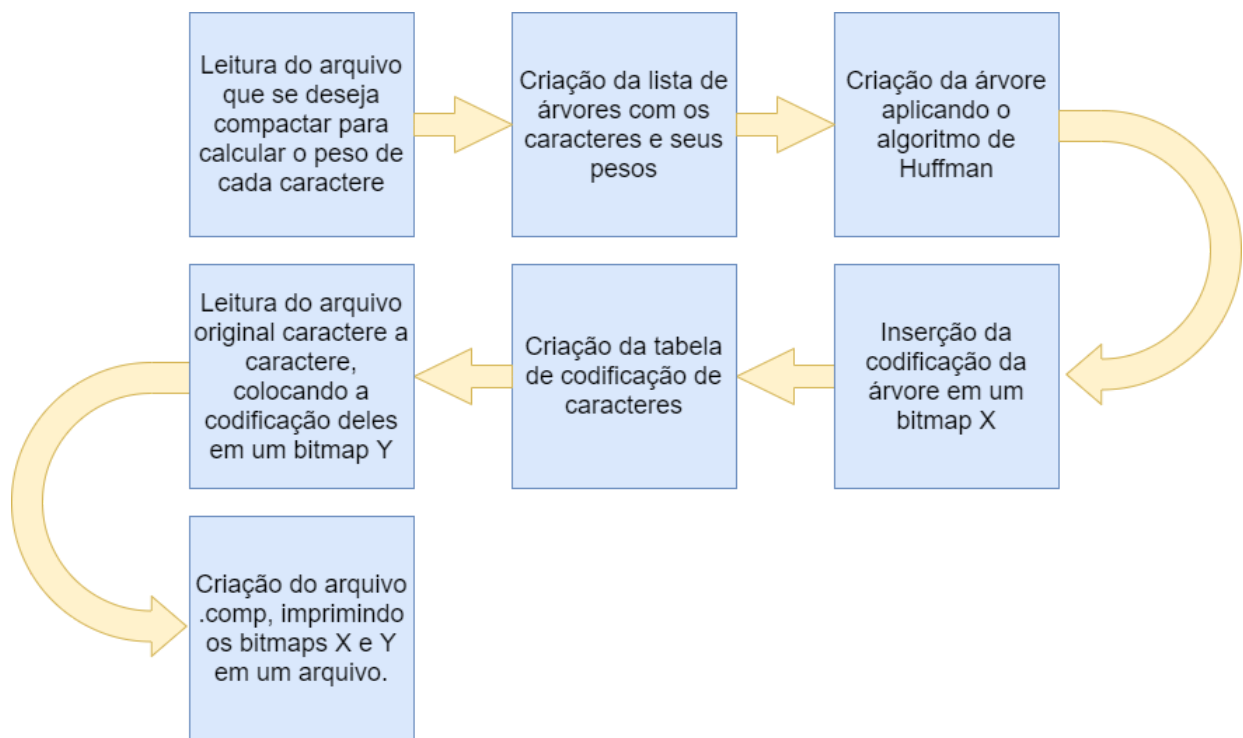 Leitura do arquivo
que se deseja
compactar para
calcular o peso de
cada caractere
Criação da lista de
árvores com os
caracteres e seus
pesos
Criação da árvore
aplicando o
algoritmo de
Huffman
Inserção da
codificação da
árvore em um
bitmap X
Criação da tabela
de codificação de
caracteres
Leitura do arquivo
original caractere a
caractere,
colocando a
codificação deles
em um bitmap Y
Criação do arquivo
.comp, imprimindo
os bitmaps X e Y
em um arquivo.